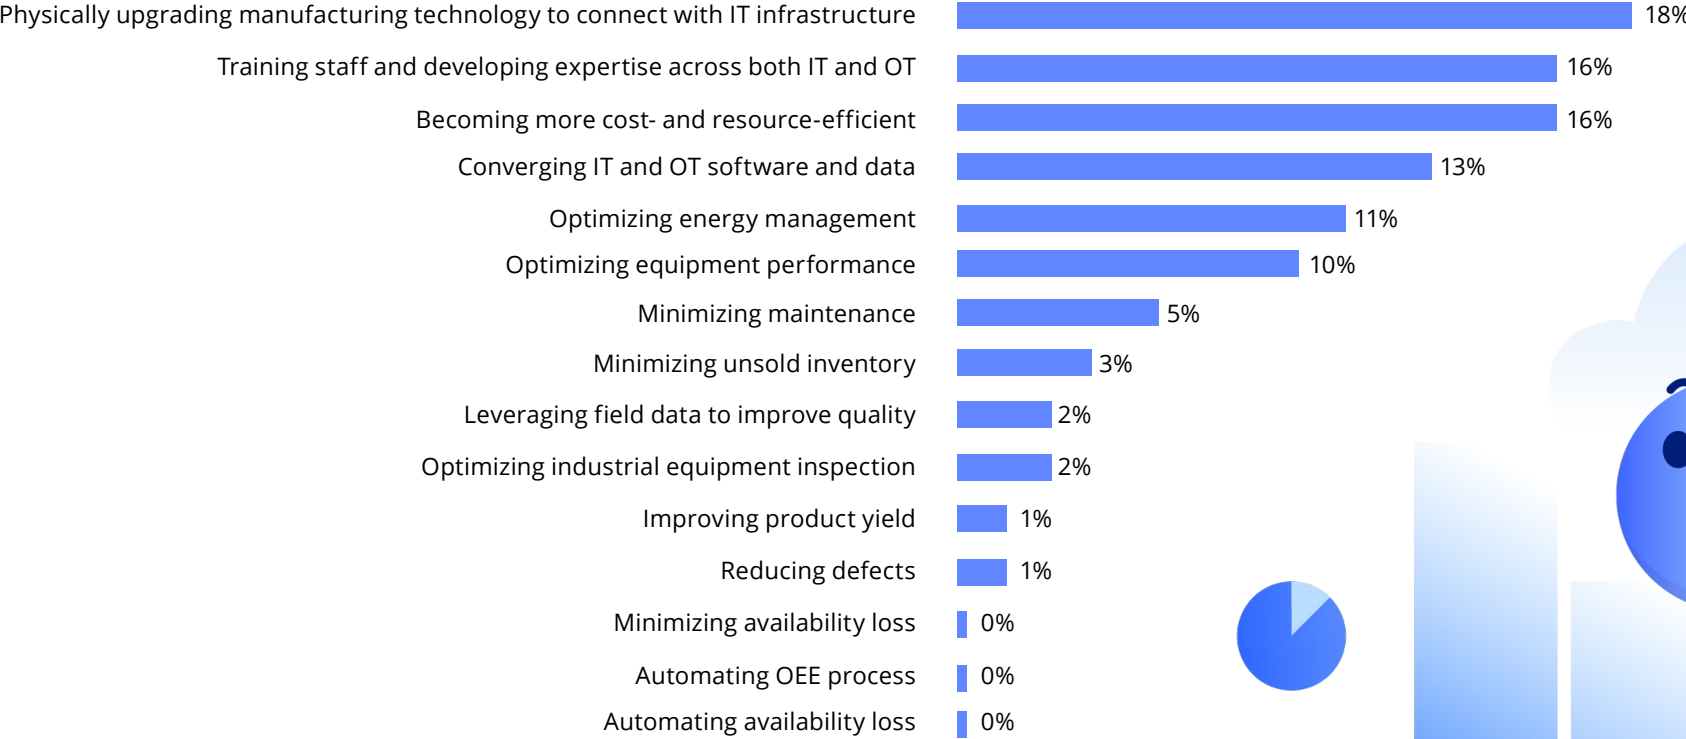 Physically upgrading manufacturing technology to connect with IT infrastructure 18%
Training staff and developing expertise across both IT and OT 16%
Becoming more cost- and resource-efficient 16%
Converging IT and OT software and data 13%
Optimizing energy management 11%
Optimizing equipment performance 10%
Minimizing maintenance 5%
Minimizing unsold inventory 3%
Leveraging field data to improve quality 2%
Optimizing industrial equipment inspection 2%
Improving product yield 1%
Reducing defects 1%
Minimizing availability loss 0%
Automating OEE process 0%
Automating availability loss 0%